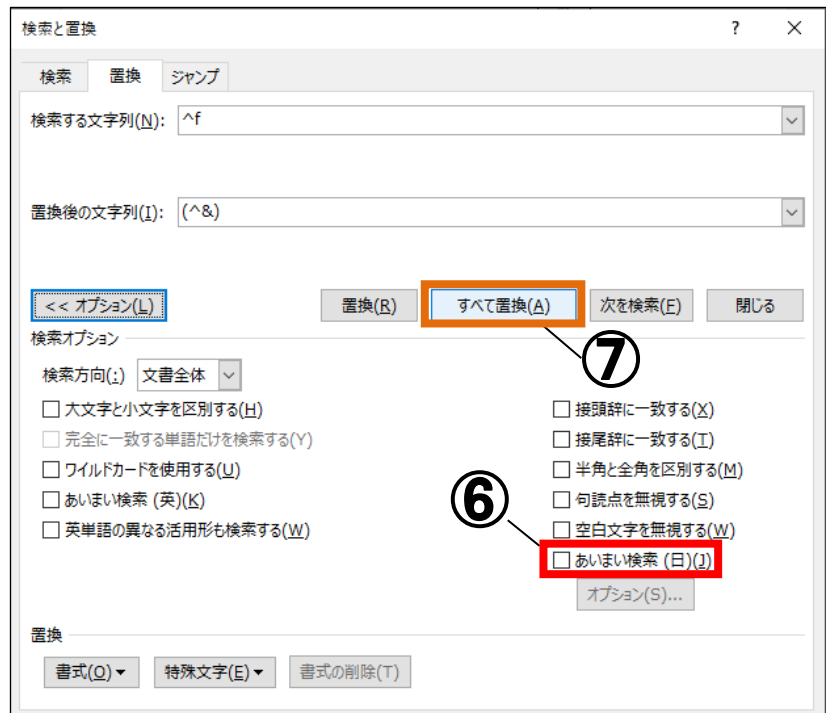 検索と置換 ? ×
検索 置換 ジャンプ
検索する文字列(N): ^f
置換後の文字列(I): (^&)
<< オプション(L) 置換(R) すべて置換(A) 次を検索(F) 閉じる
⑦
検索オプション
検索方向(:) 文書全体
大文字と小文字を区別する(H) 接頭辞に一致する(X)
完全に一致する単語だけを検索する(Y) 接尾辞に一致する(T)
ワイルドカードを使用する(U) 半角と全角を区別する(M)
あいまい検索 (英)(K) ⑥ 句読点を無視する(S)
英単語の異なる活用形も検索する(W) 空白文字を無視する(W)
あいまい検索 (日)(J)
オプション(S)...
置換
書式(O) 特殊文字(E) 書式の削除(T)